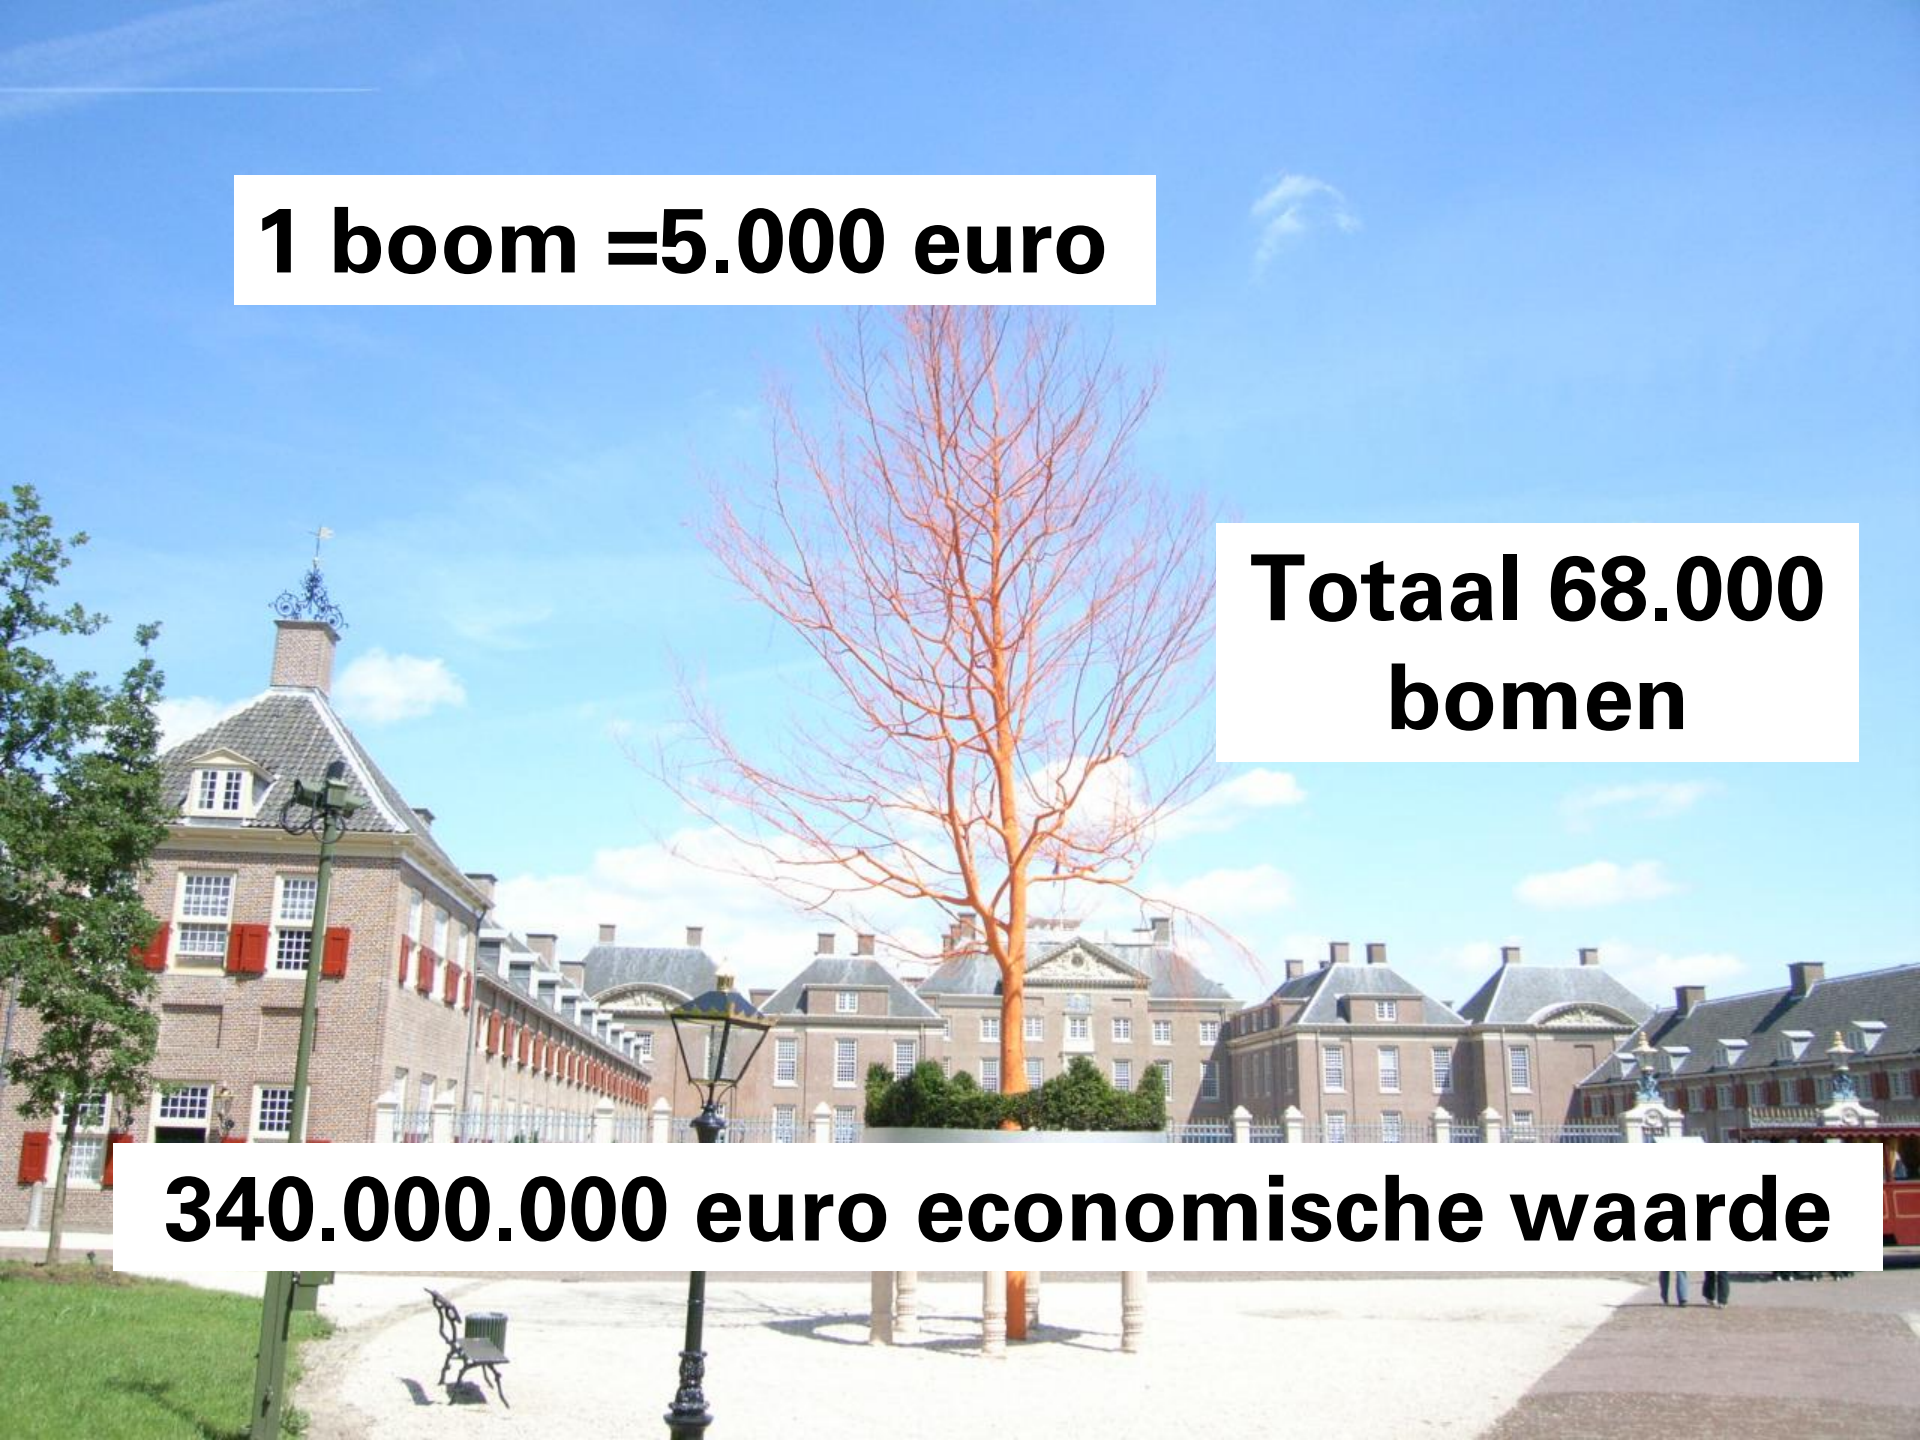 1 boom =5.000 euro
Totaal 68.000
bomen
340.000.000 euro economische waarde